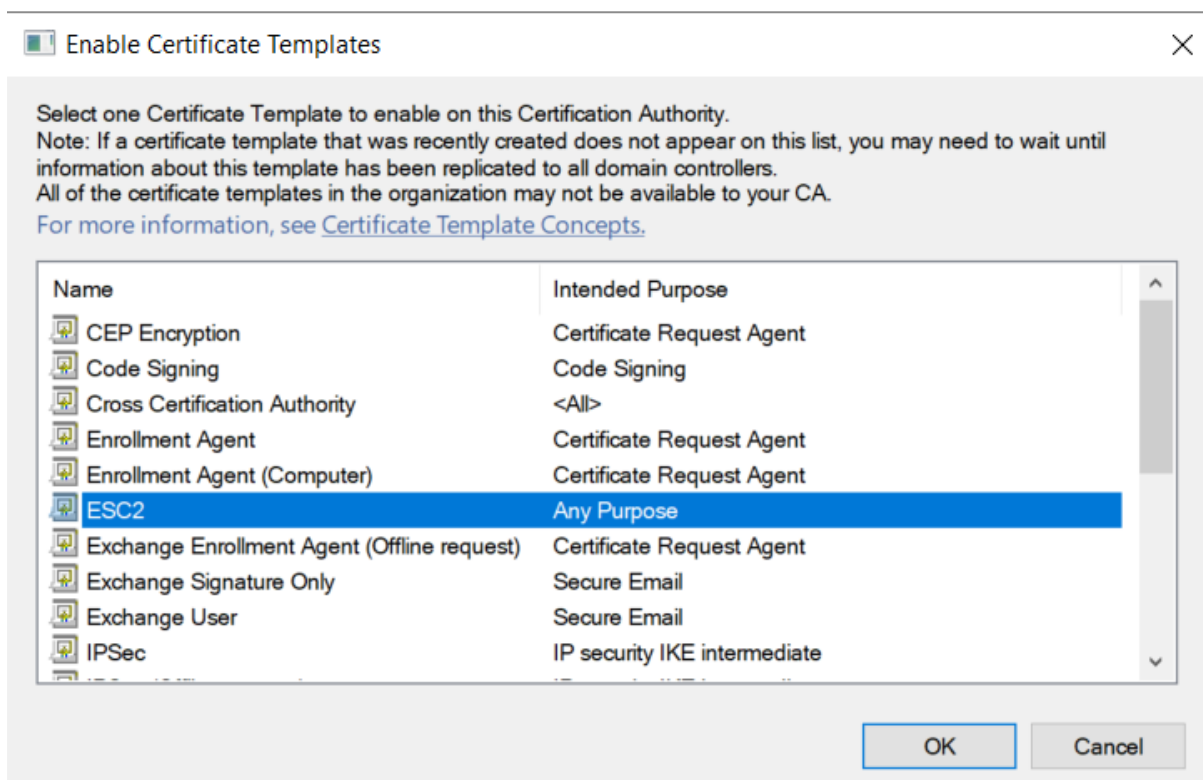 Enable Certificate Templates
Select one Certificate Template to enable on this Certification Authority.
Note: If a certificate template that was recently created does not appear on this list, you may need to wait until
information about this template has been replicated to all domain controllers.
All of the certificate templates in the organization may not be available to your CA.
For more information, see Certificate Template Concepts.
Name Intended Purpose
CEP Encryption Certificate Request Agent
Code Signing Code Signing
Cross Certification Authority <All>
Enrollment Agent Certificate Request Agent
Enrollment Agent (Computer) Certificate Request Agent
ESC2 Any Purpose
Exchange Enrollment Agent (Offline request) Certificate Request Agent
Exchange Signature Only Secure Email
Exchange User Secure Email
IPSec IP security IKE intermediate
OK Cancel